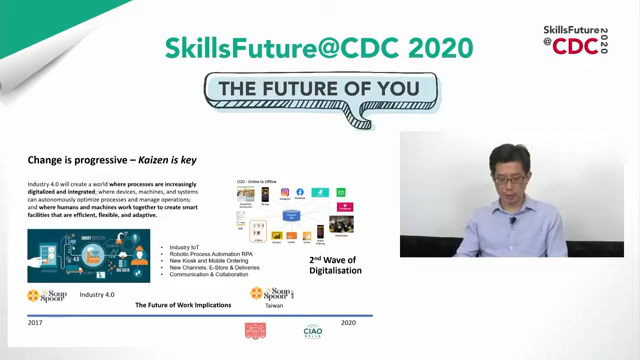 SkillsFuture@CDC 2020
SkillsFuture
@CDC
2020
THE FUTURE OF YOU
Change is progressive – Kaizen is key
Industry 4.0 will create a world where processes are increasingly
digitalized and integrated; where devices, machines, and systems
can autonomously optimize processes and manage operations;
and where humans and machines work together to create smart
facilities that are efficient, flexible, and adaptive.
O2O - Online to Offline
Instagram
Facebook
• Industry IoT
• Robotic Process Automation RPA
• New Kiosk and Mobile Ordering
• New Channels: E-Store & Deliveries
• Communication & Collaboration
2nd Wave of
Digitalisation
Soup
Spoon
Industry 4.0
The Future of Work Implications
Soup
Spoon
Taiwan
2017
2020
CIAO
BELLA